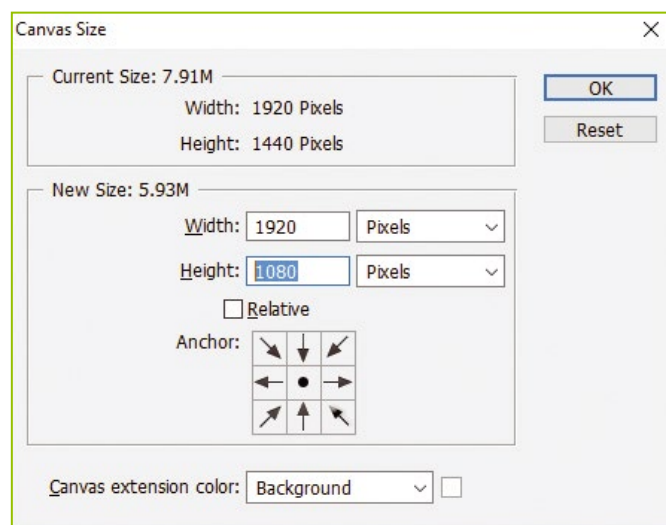 Canvas Size
Current Size: 7.91M
Width: 1920 Pixels
Height: 1440 Pixels
OK
Reset
New Size: 5.93M
Width: 1920 Pixels
Height: 1080 Pixels
Relative
Anchor:
Canvas extension color: Background